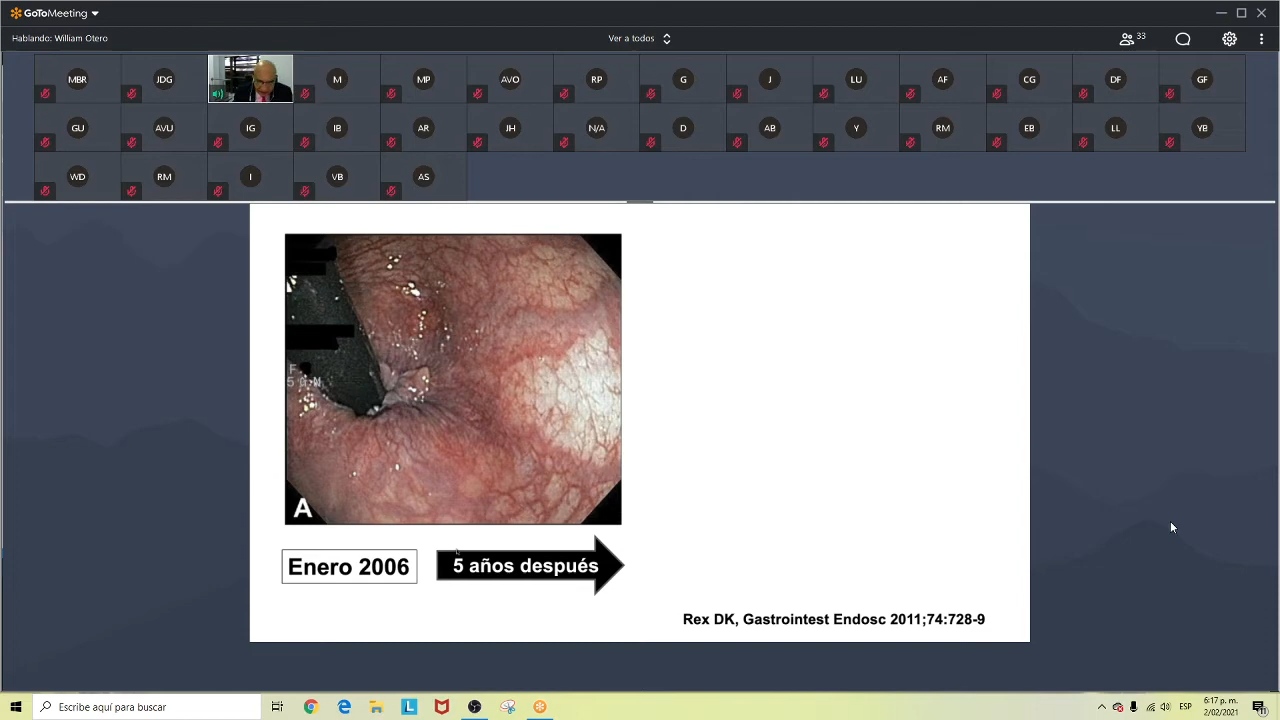 GoToMeeting
Hablando: William Otero
Ver a todos
33
MBR
JDG
M
MP
AVO
RP
G
J
LU
AF
CG
DF
GF
GU
AVU
IG
IB
AR
JH
N/A
D
AB
Y
RM
EB
LL
YB
WD
RM
I
VB
AS
A
Enero 2006
5 años después
Rex DK, Gastrointest Endosc 2011;74:728-9
Escribe aquí para buscar
ESP
6:17 p. m.
2/02/2021